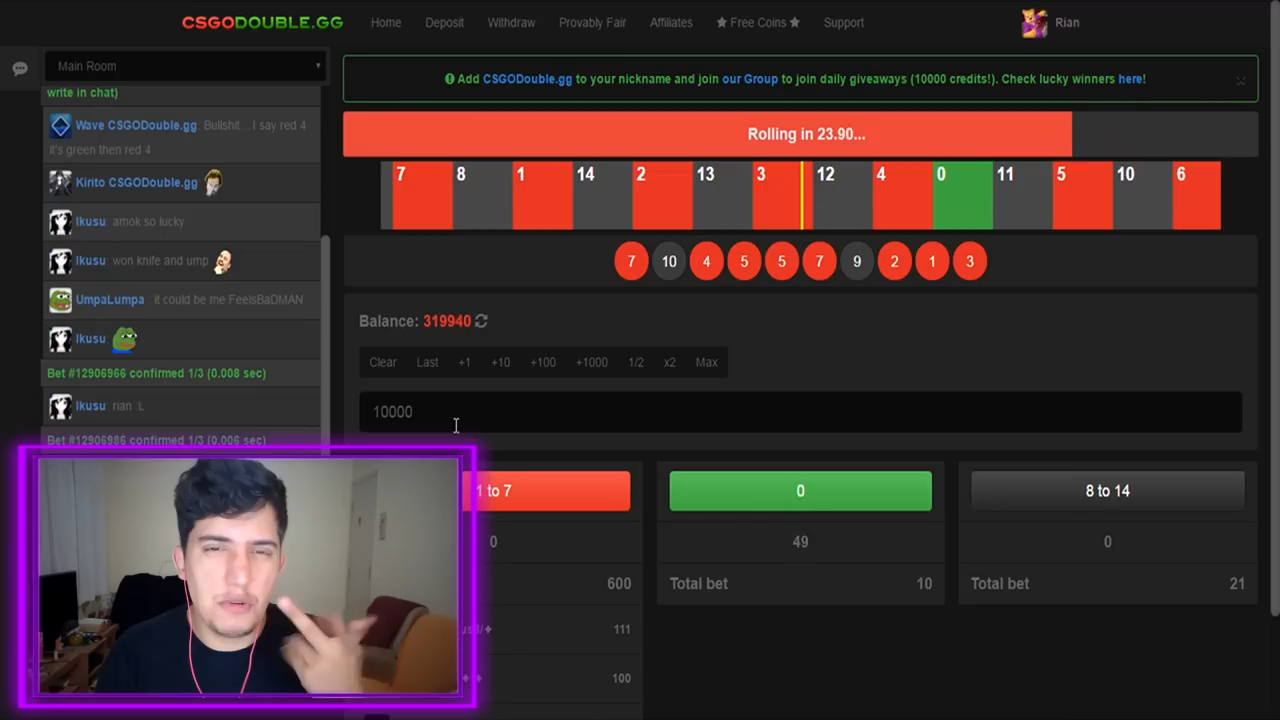 CSGODOUBLE.GG
Home Deposit Withdraw Provably Fair Affiliates ★ Free Coins ★ Support Rian
Main Room
write in chat)
Wave CSGODouble.gg Bullshit... I say red 4
it's green then red 4
Kirito CSGODouble.gg
Ikusu amok so lucky
Ikusu won knife and ump
UmpaLumpa it could be me FeelsBaDMAN
Ikusu
Bet #12906966 confirmed 1/3 (0.008 sec)
Ikusu rian :L
Bet #12906986 confirmed 1/3 (0.006 sec)
Add CSGODouble.gg to your nickname and join our Group to join daily giveaways (10000 credits!). Check lucky winners here!
Rolling in 23.90...
7 8 1 14 2 13 3 12 4 0 11 5 10 6
7 10 4 5 5 7 9 2 1 3
Balance: 319940
Clear Last +1 +10 +100 +1000 1/2 x2 Max
10000
1 to 7 0 8 to 14
0 49 0
600 Total bet 10 Total bet 21
111
100